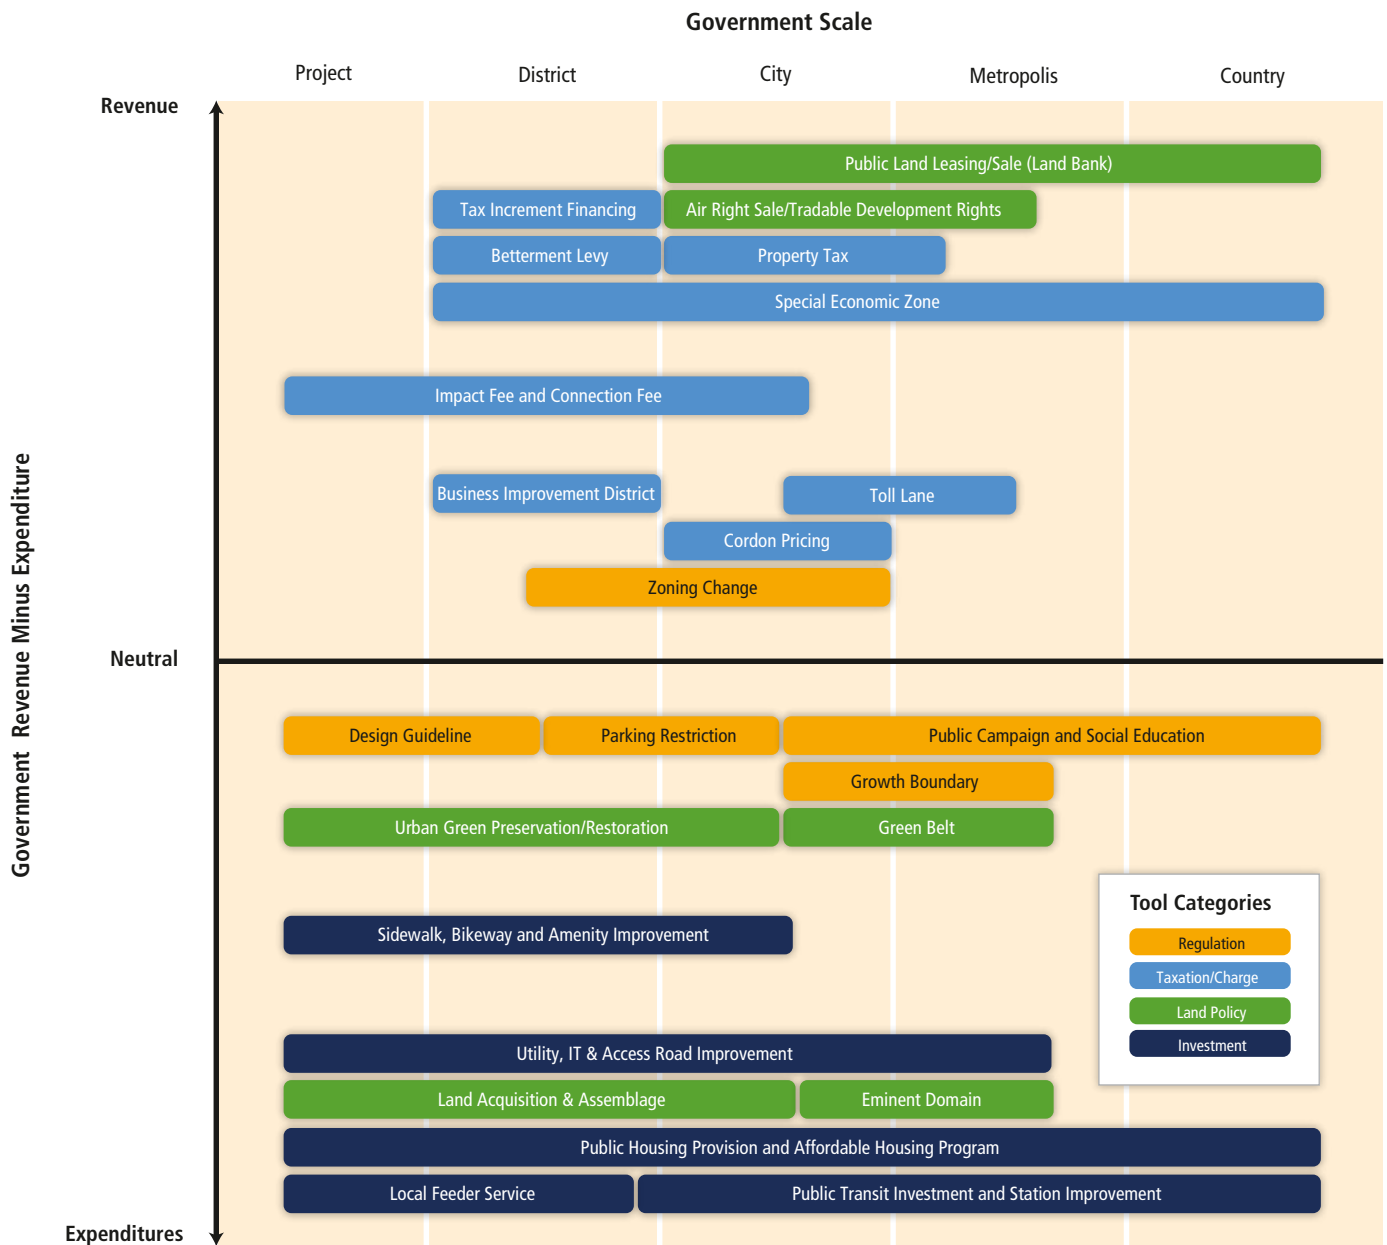 Government Scale
Project
District
City
Metropolis
Country
Revenue
Public Land Leasing/Sale (Land Bank)
Tax Increment Financing
Air Right Sale/Tradable Development Rights
Betterment Levy
Property Tax
Special Economic Zone
Impact Fee and Connection Fee
Business Improvement District
Toll Lane
Cordon Pricing
Zoning Change
Government Revenue Minus Expenditure
Neutral
Design Guideline
Parking Restriction
Public Campaign and Social Education
Growth Boundary
Urban Green Preservation/Restoration
Green Belt
Sidewalk, Bikeway and Amenity Improvement
Tool Categories
Regulation
Taxation/Charge
Land Policy
Investment
Utility, IT & Access Road Improvement
Land Acquisition & Assemblage
Eminent Domain
Public Housing Provision and Affordable Housing Program
Local Feeder Service
Public Transit Investment and Station Improvement
Expenditures